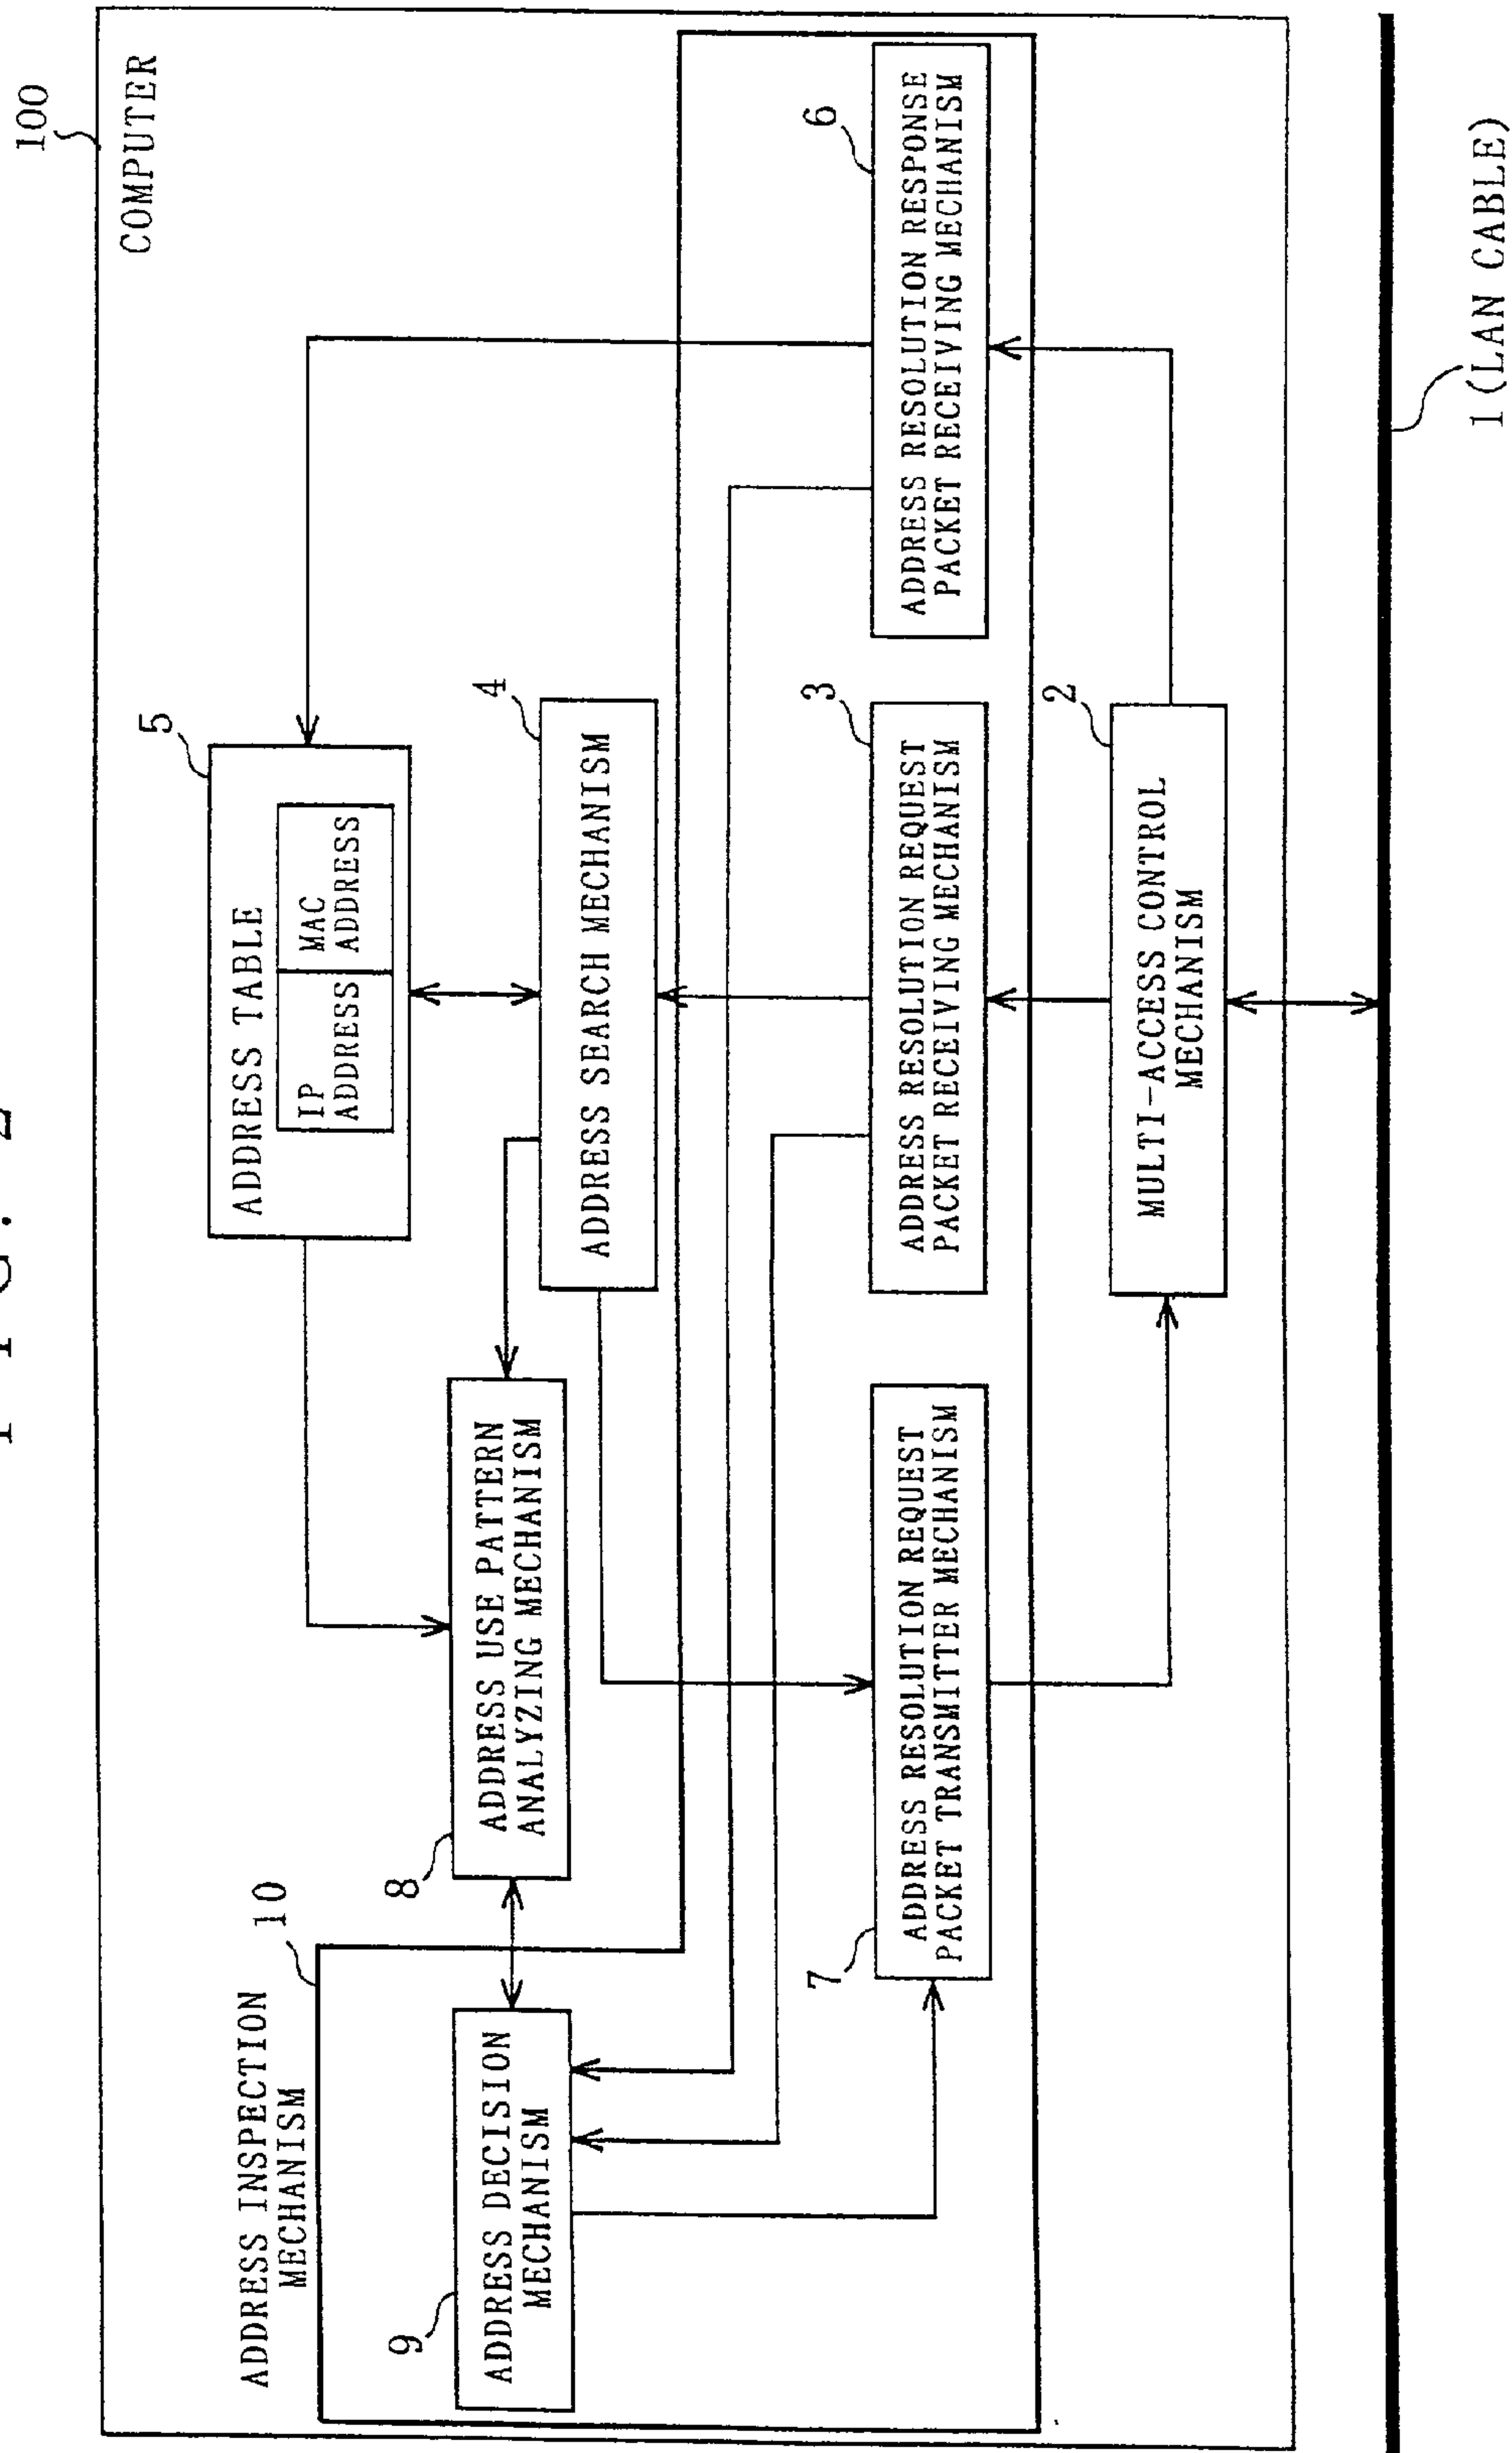 100
COMPUTER
5
ADDRESS TABLE
IP
ADDRESS
MAC
ADDRESS
4
ADDRESS SEARCH MECHANISM
8
ADDRESS USE PATTERN
ANALYZING MECHANISM
ADDRESS INSPECTION
MECHANISM
10
9
ADDRESS DECISION
MECHANISM
7
ADDRESS RESOLUTION REQUEST
PACKET TRANSMITTER MECHANISM
3
ADDRESS RESOLUTION REQUEST
PACKET RECEIVING MECHANISM
6
ADDRESS RESOLUTION RESPONSE
PACKET RECEIVING MECHANISM
2
MULTI-ACCESS CONTROL
MECHANISM
1 (LAN CABLE)